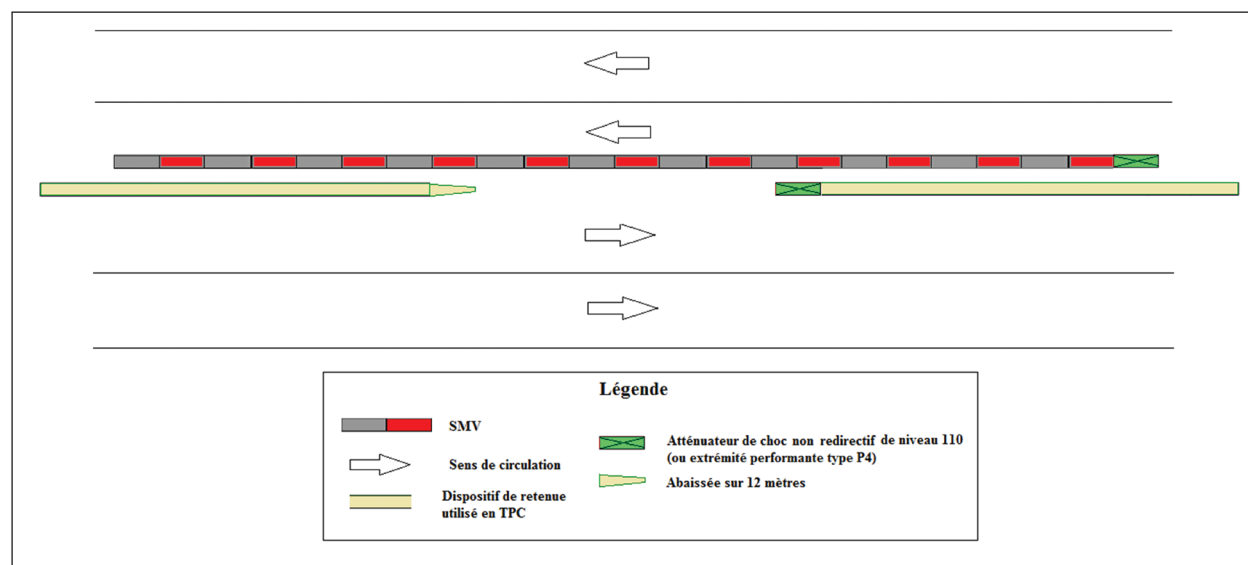 Légende
SMV
Sens de circulation
Dispositif de retenue
utilisé en TPC
Atténuateur de choc non redirectif de niveau 110
(ou extrémité performante type P4)
Abaissée sur 12 mètres